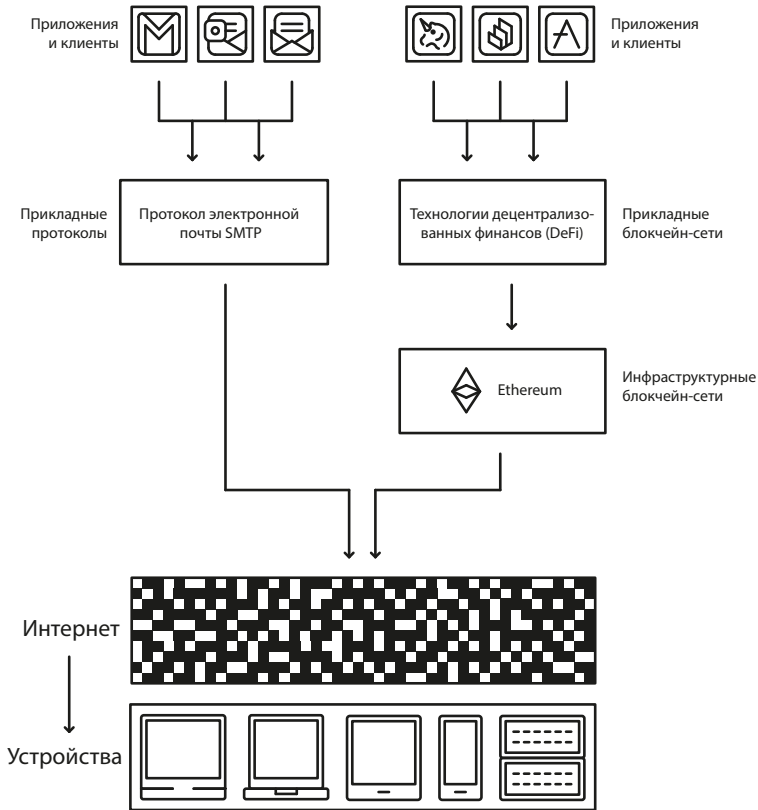 Приложения
и клиенты
Приложения
и клиенты
Прикладные
протоколы
Протокол электронной
почты SMTP
Технологии децентрализо-
ванных финансов (DeFi)
Прикладные
блокчейн-сети
Ethereum
Инфраструктурные
блокчейн-сети
Интернет
Устройства